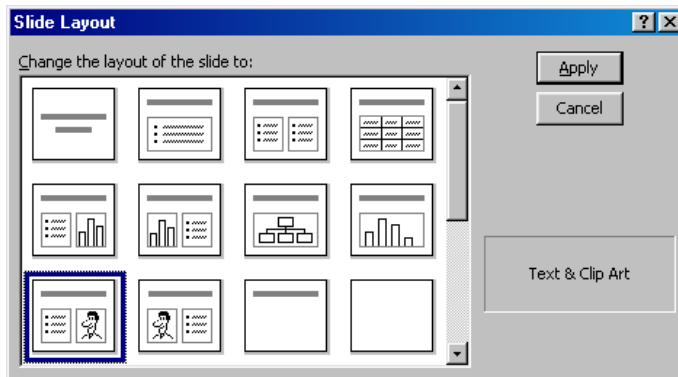 Slide Layout
Change the layout of the slide to:
Apply
Cancel
Text & Clip Art